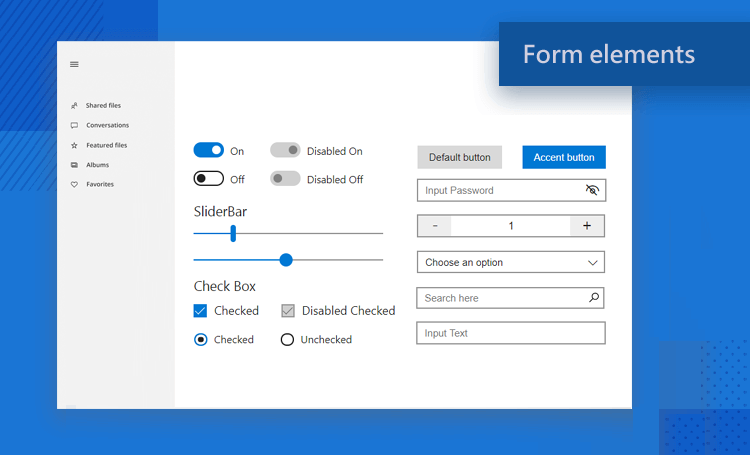 Form elements
Shared files
Conversations
Featured files
Albums
Favorites
On
Disabled On
Off
Disabled Off
SliderBar
Check Box
Checked
Disabled Checked
Checked
Unchecked
Default button
Accent button
Input Password
- 1 +
Choose an option
Search here
Input Text